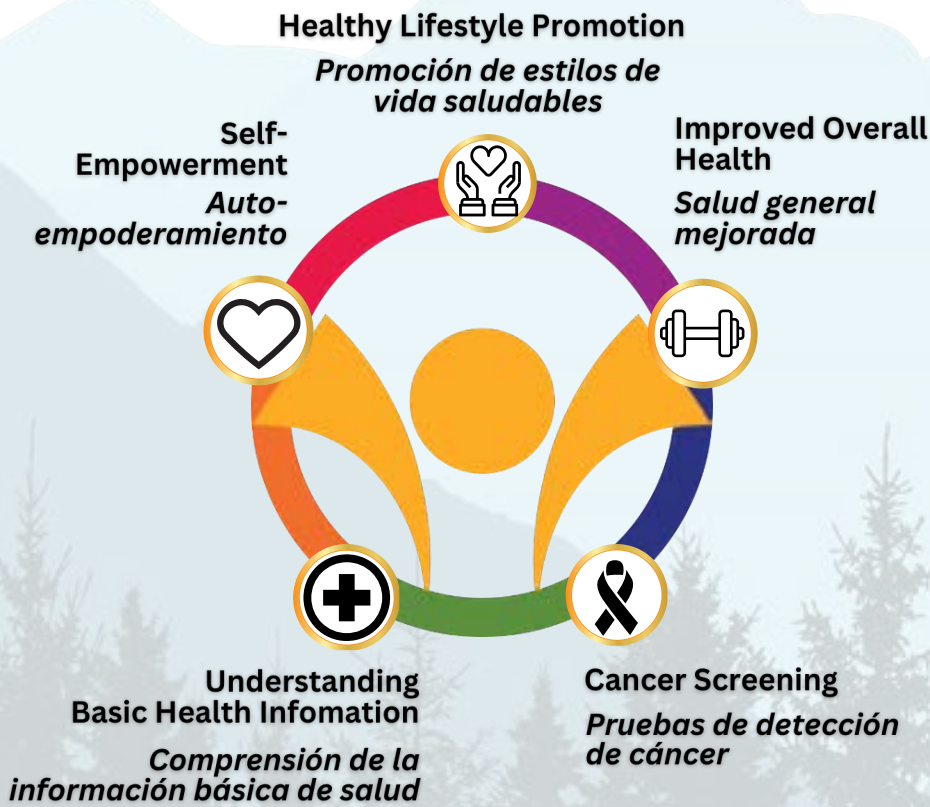 Healthy Lifestyle Promotion
Promoción de estilos de
vida saludables
Self-
Empowerment
Auto-
empoderamiento
Improved Overall
Health
Salud general
mejorada
Understanding
Basic Health Infomation
Comprensión de la
información básica de salud
Cancer Screening
Pruebas de detección
de cáncer